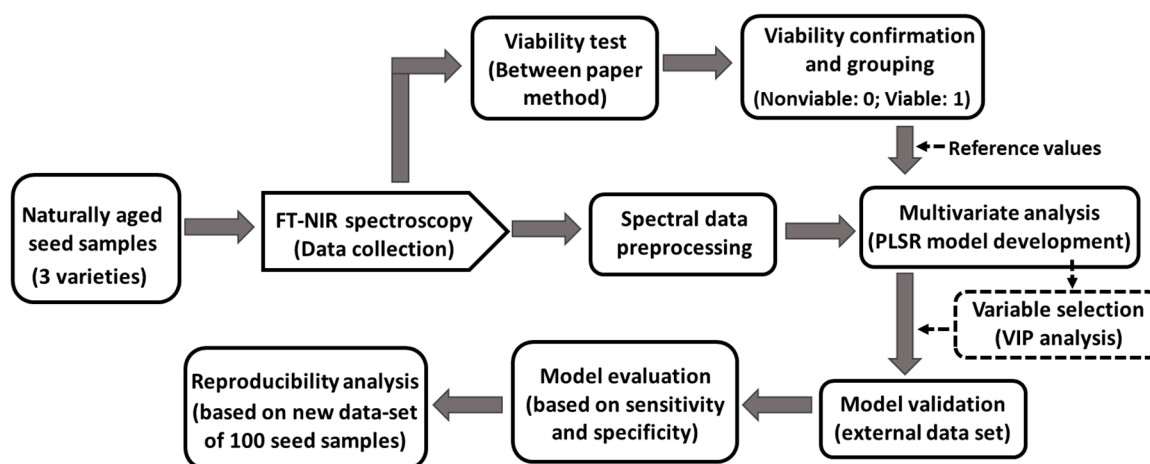 Viability test
(Between paper
method)
Viability confirmation
and grouping
(Nonviable: 0; Viable: 1)
Reference values
Naturally aged
seed samples
(3 varieties)
FT-NIR spectroscopy
(Data collection)
Spectral data
preprocessing
Multivariate analysis
(PLSR model development)
Variable selection
(VIP analysis)
Model validation
(external data set)
Model evaluation
(based on sensitivity
and specificity)
Reproducibility analysis
(based on new data-set
of 100 seed samples)